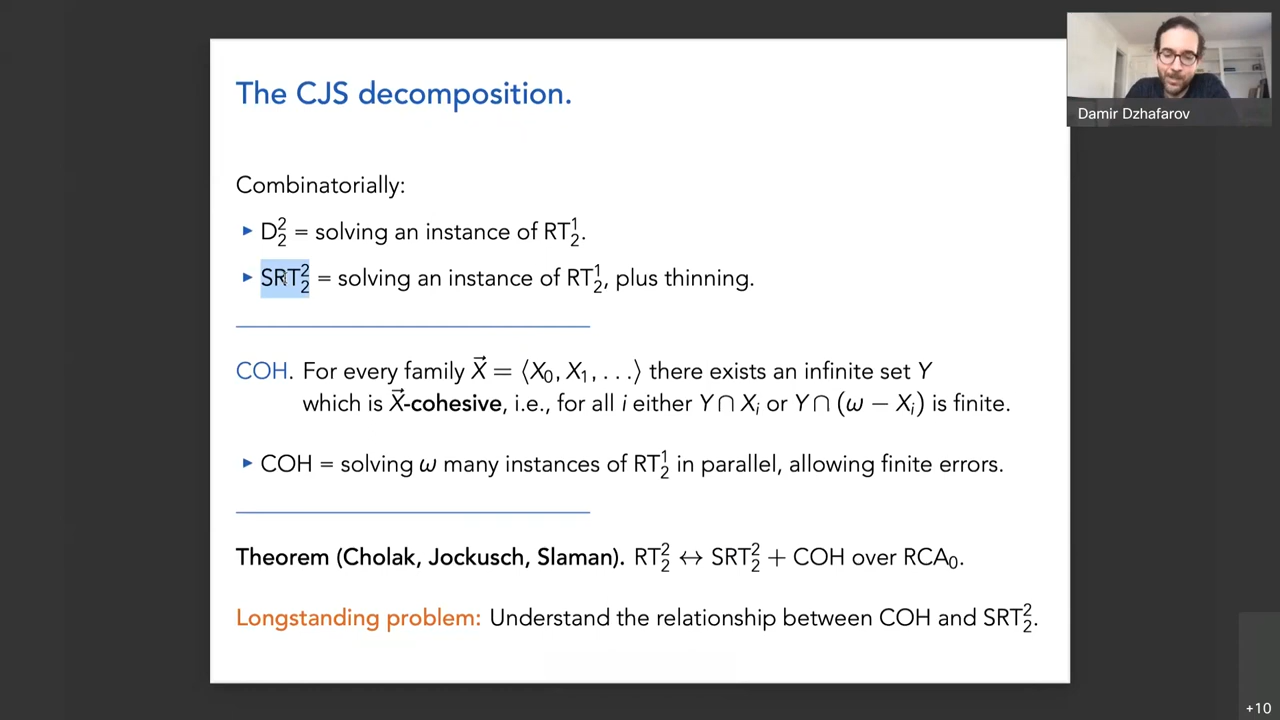 The CJS decomposition.
Damir Dzhafarov
Combinatorially:
▸ D²₂ = solving an instance of RT¹₂.
▸ SRT²₂ = solving an instance of RT¹₂, plus thinning.
COH. For every family X⃗ = ⟨X₀, X₁, . . .⟩ there exists an infinite set Y
which is X⃗-cohesive, i.e., for all i either Y ∩ Xᵢ or Y ∩ (ω − Xᵢ) is finite.
▸ COH = solving ω many instances of RT¹₂ in parallel, allowing finite errors.
Theorem (Cholak, Jockusch, Slaman). RT²₂ ↔ SRT²₂ + COH over RCA₀.
Longstanding problem: Understand the relationship between COH and SRT²₂.
+10